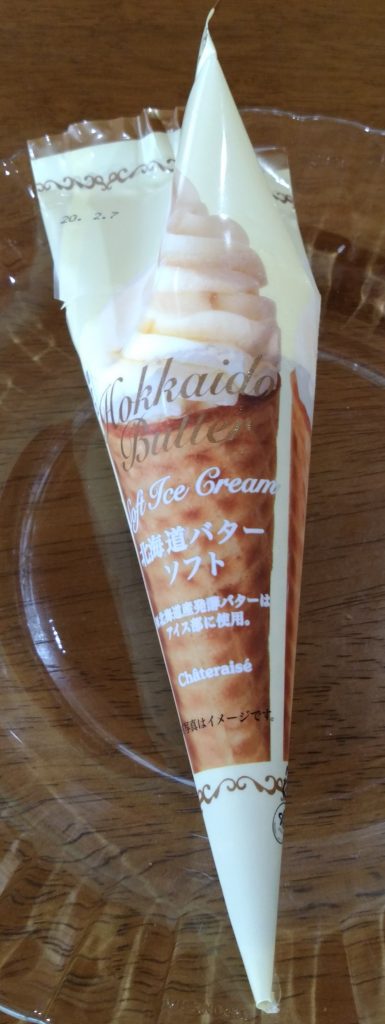 20. 2.7
Hokkaido
Butter
Soft Ice Cream
北海道バター
ソフト
北海道産発酵バターは
アイス部に使用。
Châteraisé
写真はイメージです。